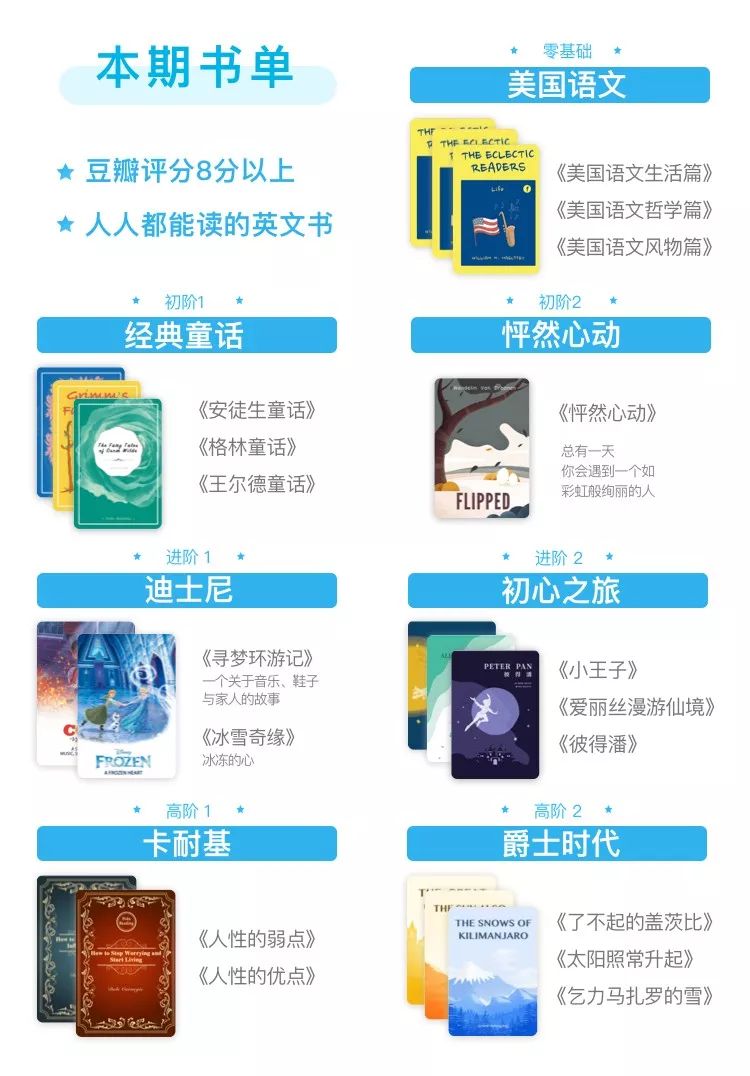 本期书单
豆瓣评分8分以上
人人都能读的英文书
零基础
美国语文
THE ECLECTIC
READERS
Life
《美国语文生活篇》
《美国语文哲学篇》
《美国语文风物篇》
初阶1
经典童话
Grimm's
The Fairy Tales
of Oscar Wilde
《安徒生童话》
《格林童话》
《王尔德童话》
初阶2
怦然心动
Wendelin Van Draanen
FLIPPED
《怦然心动》
总有一天
你会遇到一个如
彩虹般绚丽的人
进阶 1
迪士尼
Disney
FROZEN
A FROZEN HEART
《寻梦环游记》
一个关于音乐、鞋子
与家人的故事
《冰雪奇缘》
冰冻的心
进阶 2
初心之旅
PETER PAN
彼得潘
《小王子》
《爱丽丝漫游仙境》
《彼得潘》
高阶 1
卡耐基
How to Stop Worrying and
Start Living
Dale Carnegie
《人性的弱点》
《人性的优点》
高阶 2
爵士时代
THE SNOWS OF
KILIMANJARO
《了不起的盖茨比》
《太阳照常升起》
《乞力马扎罗的雪》